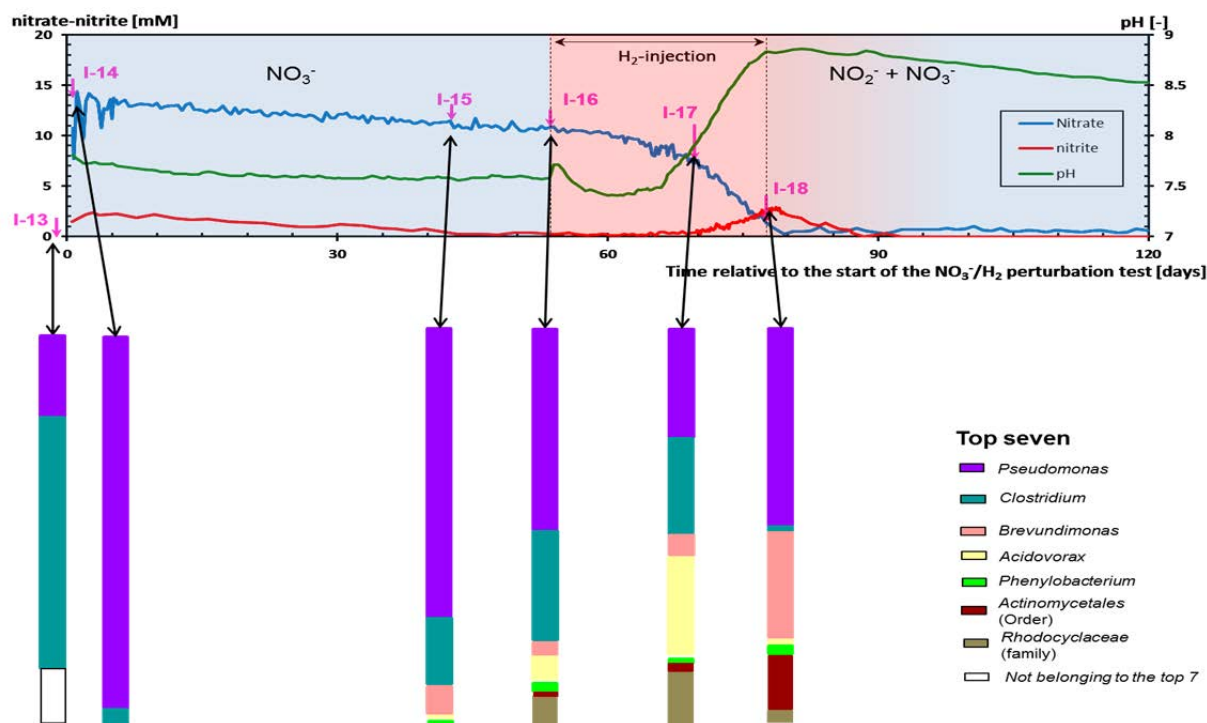 nitrate-nitrite [mM]
pH [-]
20
15
10
5
0
9
8.5
8
7.5
7
I-14
NO₃⁻
I-15
I-16
H₂-injection
I-17
NO₂⁻ + NO₃⁻
Nitrate
nitrite
pH
I-13
I-18
0
30
60
90
120
Time relative to the start of the NO₃⁻/H₂ perturbation test [days]
Top seven
Pseudomonas
Clostridium
Brevundimonas
Acidovorax
Phenylobacterium
Actinomycetales
(Order)
Rhodocyclaceae
(family)
Not belonging to the top 7